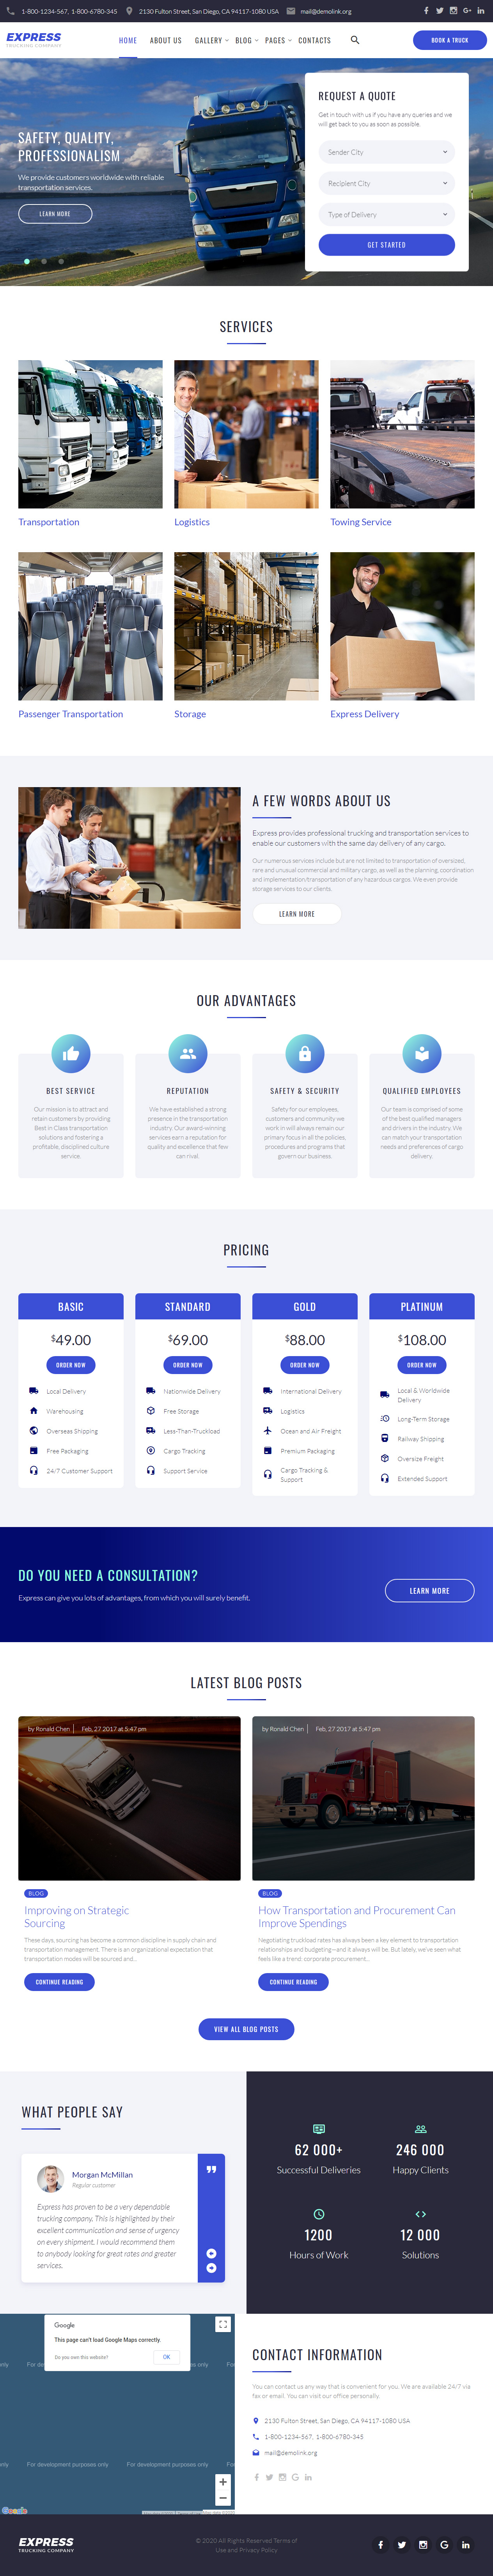 1-800-1234-567, 1-800-6780-345
2130 Fulton Street, San Diego, CA 94117-1080 USA
mail@demolink.org
EXPRESS
TRUCKING COMPANY
HOME
ABOUT US
GALLERY
BLOG
PAGES
CONTACTS
BOOK A TRUCK
SAFETY, QUALITY,
PROFESSIONALISM
We provide customers worldwide with reliable
transportation services.
LEARN MORE
REQUEST A QUOTE
Get in touch with us if you have any queries and we
will get back to you as soon as possible.
Sender City
Recipient City
Type of Delivery
GET STARTED
SERVICES
Transportation
Logistics
Towing Service
Passenger Transportation
Storage
Express Delivery
A FEW WORDS ABOUT US
Express provides professional trucking and transportation services to
enable our customers with the same day delivery of any cargo.
Our numerous services include but are not limited to transportation of oversized,
rare and unusual commercial and military cargo, as well as the planning, coordination
and implementation transportation of any hazardous cargos. We even provide
storage services to our clients.
LEARN MORE
OUR ADVANTAGES
BEST SERVICE
Our mission is to attract and
retain customers by providing
Best in Class transportation
solutions and fostering a
profitable, disciplined culture
service.
REPUTATION
We have established a strong
presence in the transportation
industry. Our award-winning
services earn a reputation for
quality and excellence that few
can rival.
SAFETY & SECURITY
Safety for our employees,
customers and community we
work in will always remain our
primary focus in all the policies,
procedures and programs that
govern our business.
QUALIFIED EMPLOYEES
Our team is comprised of some
of the best qualified managers
and drivers in the industry. We
can match your transportation
needs and preferences of cargo
delivery.
PRICING
BASIC
$49.00
ORDER NOW
Local Delivery
Warehousing
Overseas Shipping
Free Packaging
24/7 Customer Support
STANDARD
$69.00
ORDER NOW
Nationwide Delivery
Free Storage
Less-Than-Truckload
Cargo Tracking
Support Service
GOLD
$88.00
ORDER NOW
International Delivery
Logistics
Ocean and Air Freight
Premium Packaging
Cargo Tracking &
Support
PLATINUM
$108.00
ORDER NOW
Local & Worldwide
Delivery
Long-Term Storage
Railway Shipping
Oversize Freight
Extended Support
DO YOU NEED A CONSULTATION?
Express can give you lots of advantages, from which you will surely benefit.
LEARN MORE
LATEST BLOG POSTS
by Ronald Chen
Feb, 27 2017 at 5:47 pm
BLOG
Improving on Strategic
Sourcing
These days, sourcing has become a common discipline in supply chain and
transportation management. There is an organizational expectation that
transportation modes will be sourced and...
CONTINUE READING
by Ronald Chen
Feb, 27 2017 at 5:47 pm
BLOG
How Transportation and Procurement Can
Improve Spendings
Negotiating truckload rates has always been a key element to transportation
relationships and budgeting–and it always will be. But lately, we've seen what
feels like a trend: corporate procurement...
CONTINUE READING
VIEW ALL BLOG POSTS
WHAT PEOPLE SAY
Morgan McMillan
Regular customer
Express has proven to be a very dependable
trucking company. This is highlighted by their
excellent communication and sense of urgency
on every shipment. I would recommend them
to anybody looking for great rates and greater
services.
62 000+
Successful Deliveries
246 000
Happy Clients
1200
Hours of Work
12 000
Solutions
Google
This page can't load Google Maps correctly.
Do you own this website?
OK
For development purposes only
For development purposes only
Google
CONTACT INFORMATION
You can contact us any way that is convenient for you. We are available 24/7 via
fax or email. You can visit our office personally.
2130 Fulton Street, San Diego, CA 94117-1080 USA
1-800-1234-567, 1-800-6780-345
mail@demolink.org
EXPRESS
TRUCKING COMPANY
© 2020 All Rights Reserved Terms of
Use and Privacy Policy